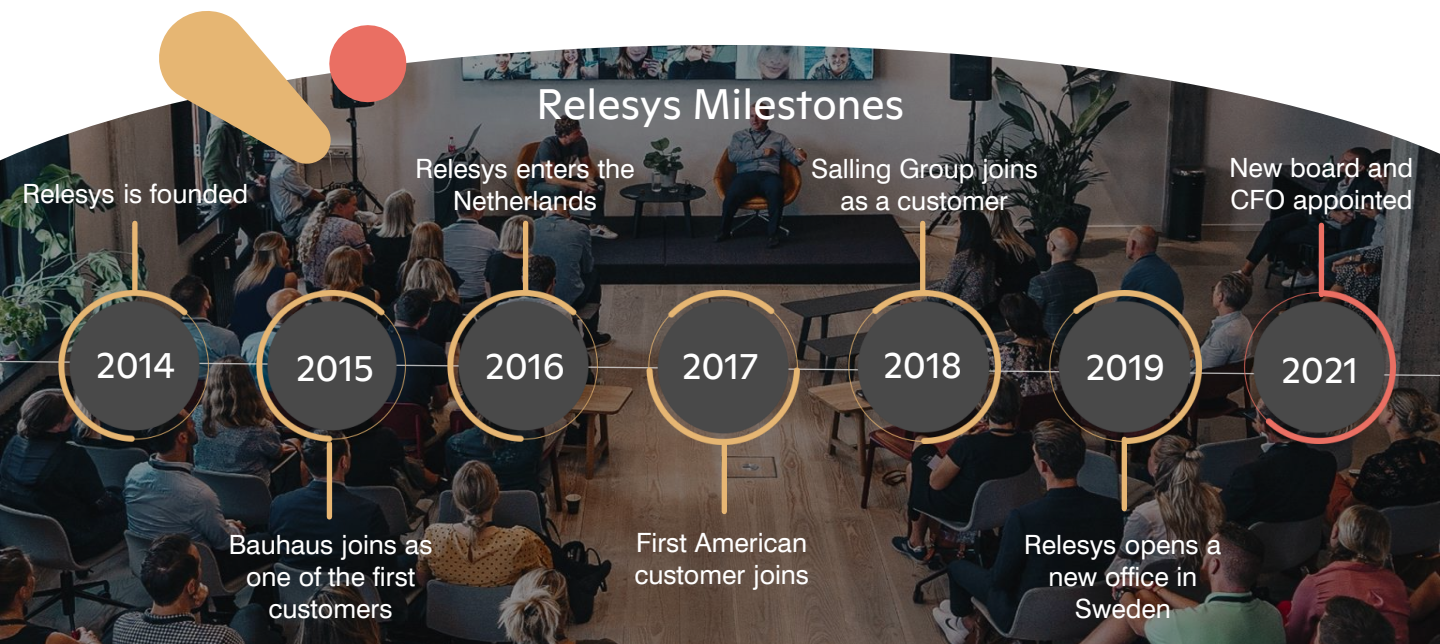 Relesys Milestones
Relesys is founded
Relesys enters the
Netherlands
Salling Group joins
as a customer
New board and
CFO appointed
2014
2015
2016
2017
2018
2019
2021
Bauhaus joins as
one of the first
customers
First American
customer joins
Relesys opens a
new office in
Sweden